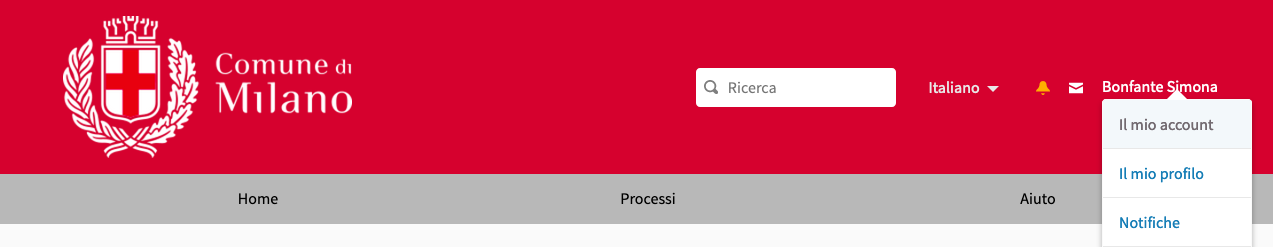 Comune di
Milano
Ricerca
Italiano
Bonfante Simona
Il mio account
Il mio profilo
Notifiche
Home
Processi
Aiuto